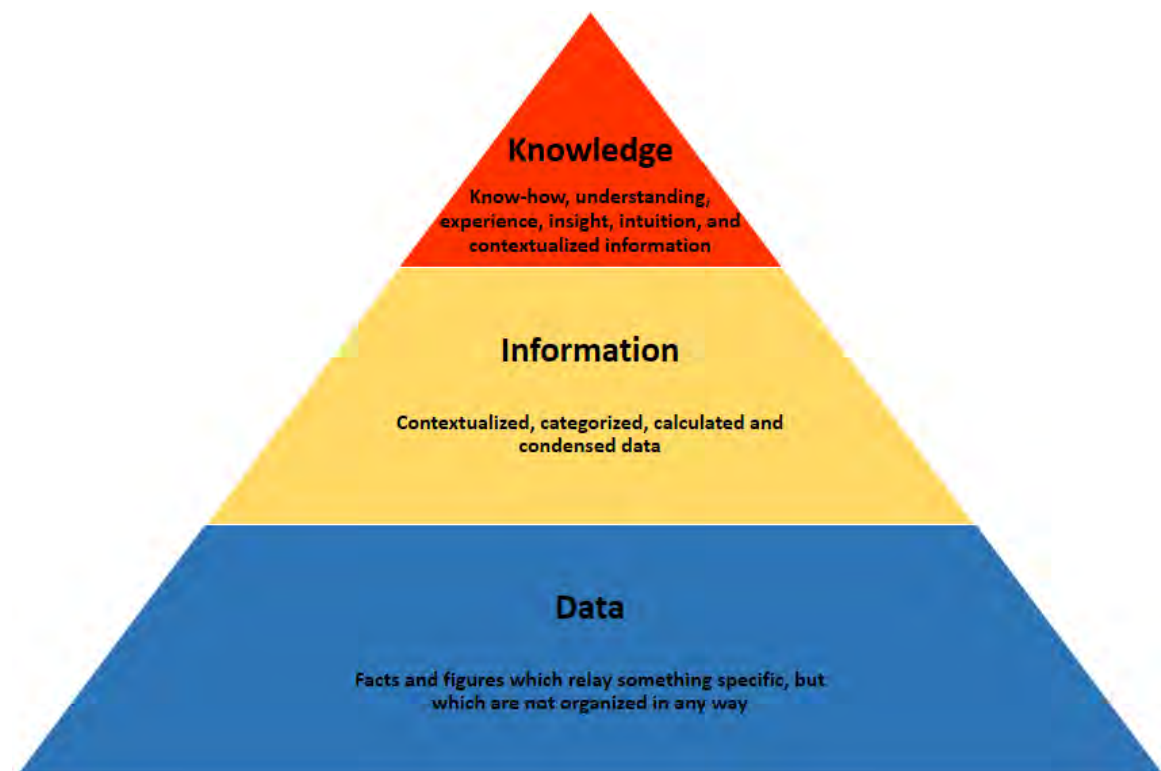 Knowledge
Know-how, understanding,
experience, insight, intuition, and
contextualized information
Information
Contextualized, categorized, calculated and
condensed data
Data
Facts and figures which relay something specific, but
which are not organized in any way